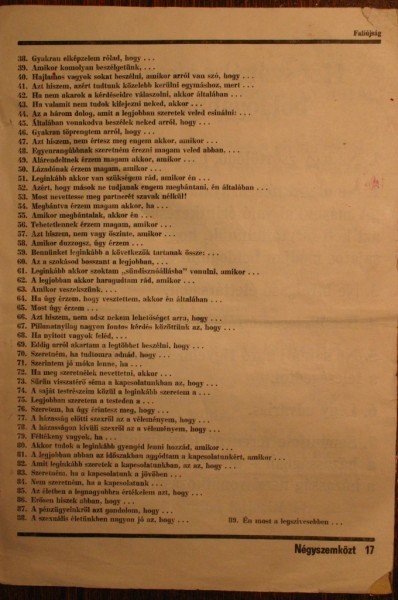 Faliújság
38. Gyakran elképzelem rólad, hogy . . .
39. Amikor komolyan beszélgetünk, . . .
40. Hajlamos vagyok sokat beszélni, amikor arról van szó, hogy . . .
41. Azt hiszem, azért tudtunk közelebb kerülni egymáshoz, mert . . .
42. Ha nem akarok a kérdéseidre válaszolni, akkor általában . . .
43. Ha valamit nem tudok kifejezni neked, akkor . . .
44. Az a három dolog, amit a legjobban szeretek veled csinálni: . . .
45. Általában vonakodva beszélek neked arról, hogy . . .
46. Gyakran töprengtem arról, hogy . . .
47. Azt hiszem, nem értesz meg engem akkor, amikor . . .
48. Egyenrangúbbnak szeretném érezni magam veled abban, . . .
49. Alárendeltnek érzem magam akkor, amikor . . .
50. Lázadónak érzem magam, amikor . . .
51. Leginkább akkor van szükségem rád, amikor én . . .
52. Azért, hogy mások ne tudjanak engem megbántani, én általában . . .
53. Most nevettesse meg partnerét szavak nélkül!
54. Megbántva érzem magam akkor, ha . . .
55. Amikor megbántalak, akkor én . . .
56. Tehetetlennek érzem magam, amikor . . .
57. Azt hiszem, nem vagy őszinte, amikor . . .
58. Amikor duzzogsz, úgy érzem . . .
59. Bennünket leginkább a következők tartanak össze: . . .
60. Az a szokásod bosszant a legjobban, . . .
61. Leginkább akkor szoktam „sündisznóállásba” vonulni, amikor . . .
62. A legjobban akkor haragudtam rád, amikor . . .
63. Amikor veszekszünk, . . .
64. Ha úgy érzem, hogy vesztettem, akkor én általában . . .
65. Most úgy érzem . . .
66. Azt hiszem, nem adsz nekem lehetőséget arra, hogy . . .
67. Pillanatnyilag nagyon fontos kérdés közöttünk az, hogy . . .
68. Ha nyitott vagyok feléd, . . .
69. Eddig arról akartam a legtöbbet beszélni, hogy . . .
70. Szeretném, ha tudtomra adnád, hogy . . .
71. Szerintem jó móka lenne, ha . . .
72. Ha meg szeretnélek nevettetni, akkor . . .
73. Sűrűn visszatérő séma a kapcsolatunkban az, hogy . . .
74. A saját testrészeim közül a leginkább szeretem a . . .
75. Legjobban szeretem a testeden a . . .
76. Szeretem, ha úgy érintesz meg, hogy . . .
77. A házasság előtti szexről az a véleményem, hogy . . .
78. A házasságon kívüli szexről az a véleményem, hogy . . .
79. Féltékeny vagyok, ha . . .
80. Akkor tudok a leginkább gyengéd lenni hozzád, amikor . . .
81. A legjobban abban az időszakban aggódtam a kapcsolatunkért, amikor . . .
82. Amit leginkább szeretek a kapcsolatunkban, az az, hogy . . .
83. Szeretném, ha a kapcsolatunk a jövőben . . .
84. Nem szeretném, ha a kapcsolatunk . . .
85. Az életben a legnagyobbra értékelem azt, hogy . . .
86. Erősen hiszek abban, hogy . . .
87. A pénzügyeinkről azt gondolom, hogy . . .
88. A szexuális életünkben nagyon jó az, hogy . . . 89. Én most a legszívesebben . . .
Négyszemközt 17